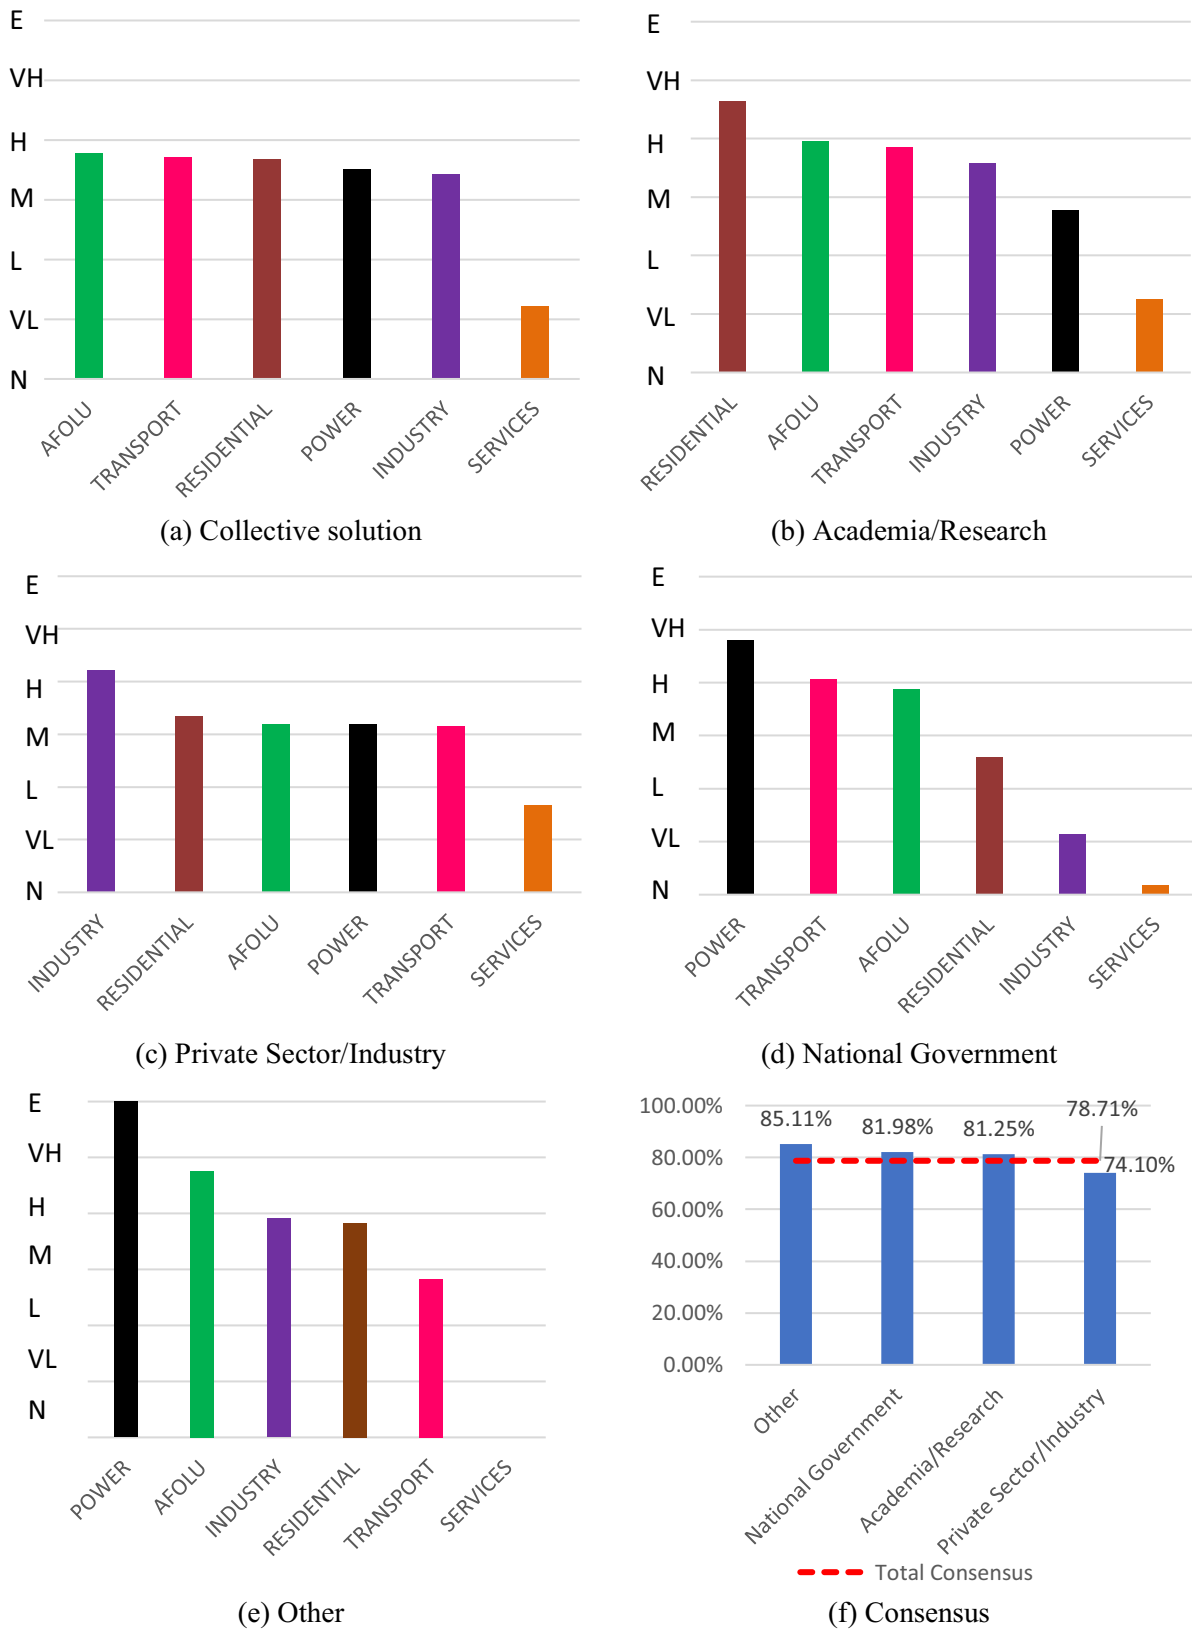 E
VH
H
M
L
VL
N
AFOLU
TRANSPORT
RESIDENTIAL
POWER
INDUSTRY
SERVICES
(a) Collective solution
E
VH
H
M
L
VL
N
RESIDENTIAL
AFOLU
TRANSPORT
INDUSTRY
POWER
SERVICES
(b) Academia/Research
E
VH
H
M
L
VL
N
INDUSTRY
RESIDENTIAL
AFOLU
POWER
TRANSPORT
SERVICES
(c) Private Sector/Industry
E
VH
H
M
L
VL
N
POWER
TRANSPORT
AFOLU
RESIDENTIAL
INDUSTRY
SERVICES
(d) National Government
E
VH
H
M
L
VL
N
POWER
AFOLU
INDUSTRY
RESIDENTIAL
TRANSPORT
SERVICES
(e) Other
100.00%
80.00%
60.00%
40.00%
20.00%
0.00%
85.11%
81.98%
81.25%
78.71%
74.10%
Other
National Government
Academia/Research
Private Sector/Industry
Total Consensus
(f) Consensus